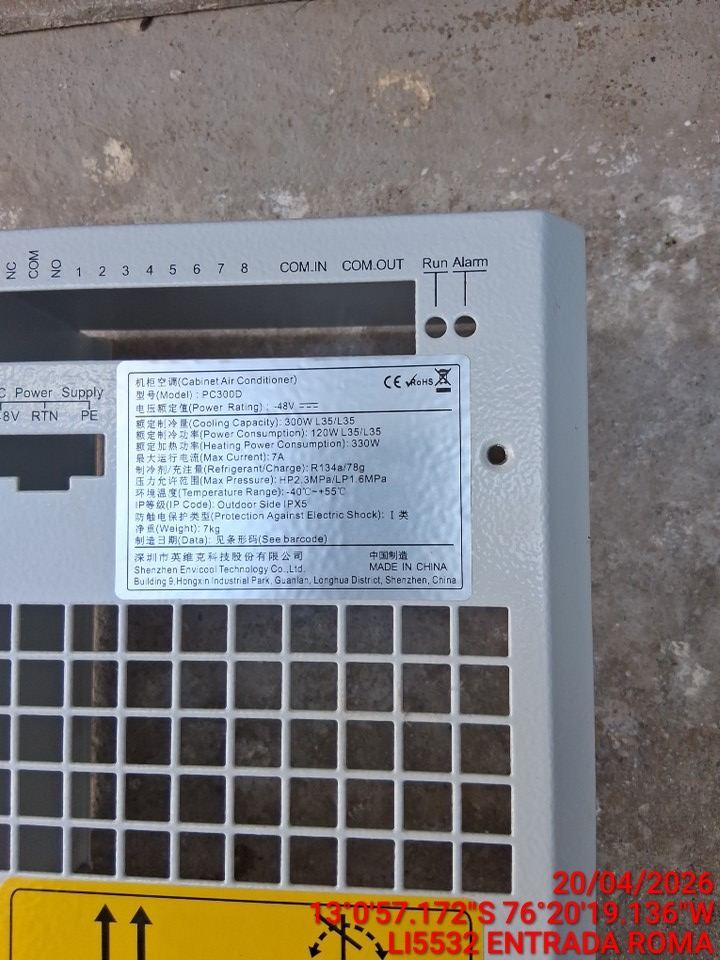 NC COM NO 1 2 3 4 5 6 7 8 COM.IN COM.OUT Run Alarm
Power Supply
RTN PE
机柜空调(Cabinet Air Conditioner)
CE RoHS
型号(Model) : PC300D
电压额定值(Power Rating) : -48V
额定制冷量(Cooling Capacity): 300W L35/L35
额定制冷功率(Power Consumption): 120W L35/L35
额定加热功率(Heating Power Consumption): 330W
最大运行电流(Max Current): 7A
制冷剂/充注量(Refrigerant/Charge): R134a/78g
压力允许范围(Max Pressure): HP2.3MPa/LP1.6MPa
环境温度(Temperature Range): -40℃~+55℃
IP等级(IP Code): Outdoor Side IPX5
防触电保护类型(Protection Against Electric Shock): I 类
净重(Weight): 7kg
制造日期(Data): 见条形码(See barcode)
深圳市英维克科技股份有限公司 中国制造
Shenzhen Envicool Technology Co.,Ltd. MADE IN CHINA
Building 9,Hongxin Industrial Park, Guanlan, Longhua District, Shenzhen, China
20/04/2026
13°0'57.172"S 76°20'19.136"W
LI5532 ENTRADA ROMA